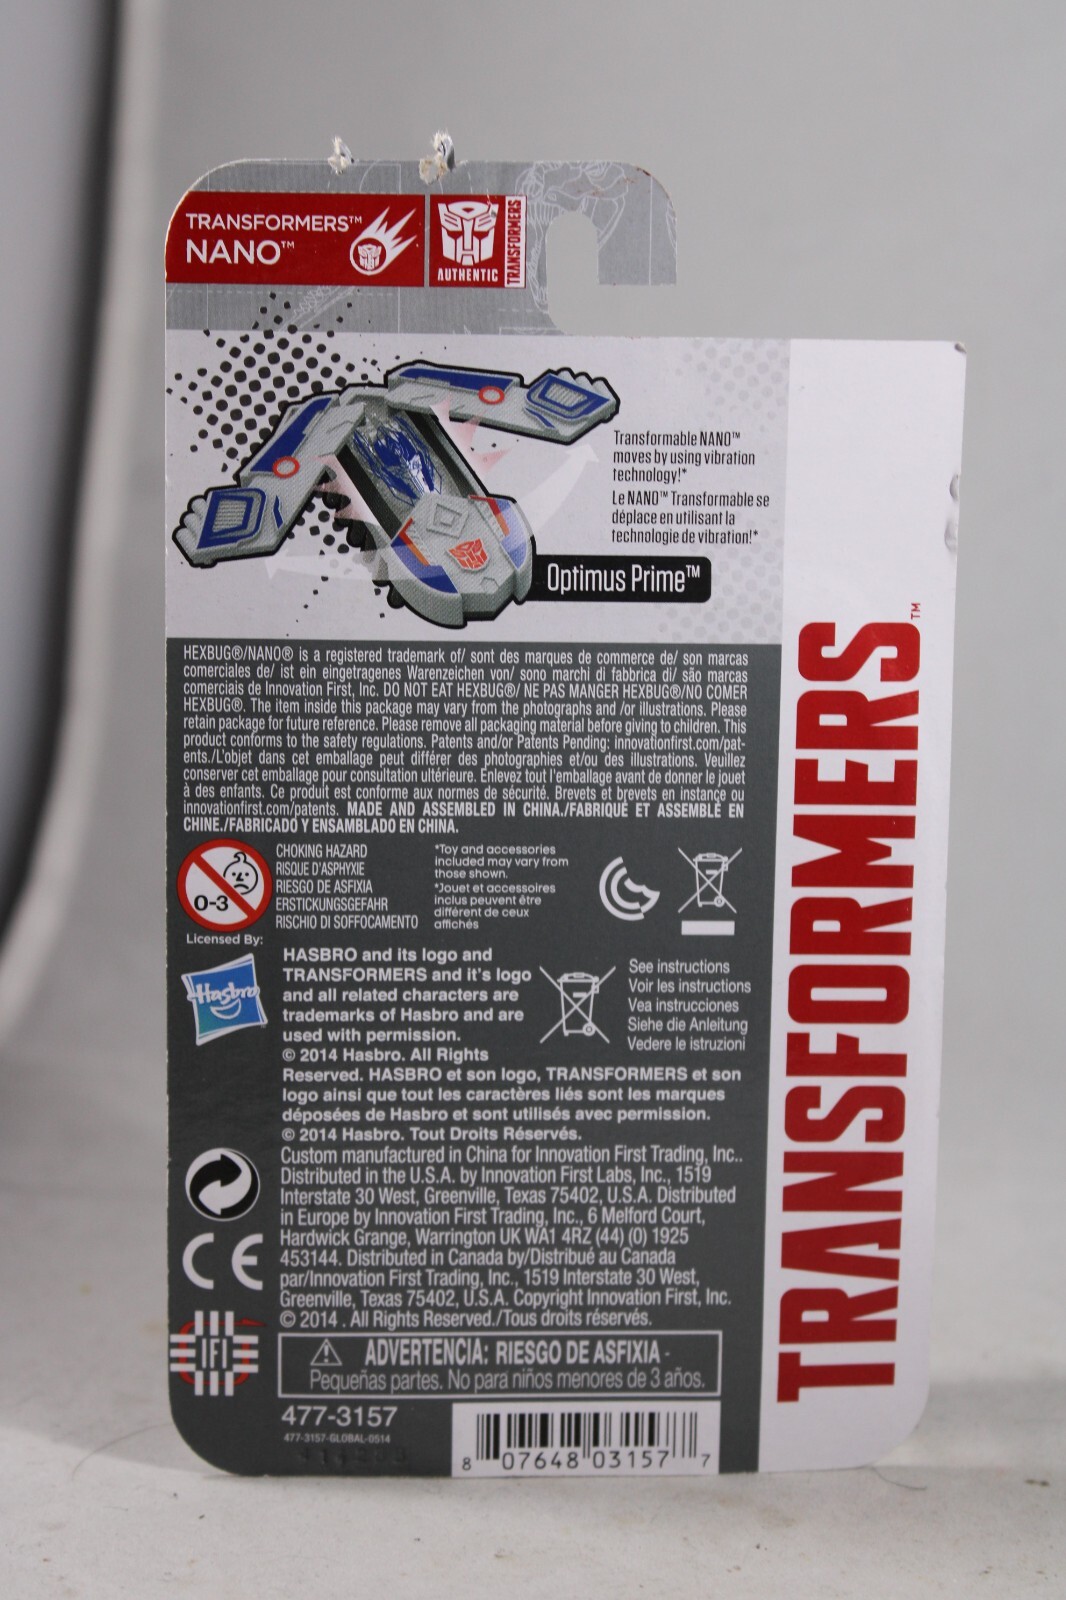 TRANSFORMERS™
NANO™
AUTHENTIC
TRANSFORMERS
Transformable NANO™
moves by using vibration
technology!*
Le NANO™ Transformable se
déplace en utilisant la
technologie de vibration!*
Optimus Prime™
HEXBUG®/NANO® is a registered trademark of/ sont des marques de commerce de/ son marcas
comerciales de/ ist ein eingetragenes Warenzeichen von/ sono marchi di fabbrica di/ são marcas
comerciais de Innovation First, Inc. DO NOT EAT HEXBUG®/ NE PAS MANGER HEXBUG®/NO COMER
HEXBUG®. The item inside this package may vary from the photographs and /or illustrations. Please
retain package for future reference. Please remove all packaging material before giving to children. This
product conforms to the safety regulations. Patents and/or Patents Pending: innovationfirst.com/pat-
ents./L'objet dans cet emballage peut différer des photographies et/ou des illustrations. Veuillez
conserver cet emballage pour consultation ultérieure. Enlevez tout l'emballage avant de donner le jouet
à des enfants. Ce produit est conforme aux normes de sécurité. Brevets et brevets en instance ou
innovationfirst.com/patents. MADE AND ASSEMBLED IN CHINA./FABRIQUÉ ET ASSEMBLÉ EN
CHINE./FABRICADO Y ENSAMBLADO EN CHINA.
0-3
CHOKING HAZARD
RISQUE D'ASPHYXIE
RIESGO DE ASFIXIA
ERSTICKUNGSGEFAHR
RISCHIO DI SOFFOCAMENTO
*Toy and accessories
included may vary from
those shown.
*Jouet et accessoires
inclus peuvent être
différent de ceux
affichés
Licensed By:
Hasbro
HASBRO and its logo and
TRANSFORMERS and it's logo
and all related characters are
trademarks of Hasbro and are
used with permission.
© 2014 Hasbro. All Rights
Reserved. HASBRO et son logo, TRANSFORMERS et son
logo ainsi que tout les caractères liés sont les marques
déposées de Hasbro et sont utilisés avec permission.
© 2014 Hasbro. Tout Droits Réservés.
See instructions
Voir les instructions
Vea instrucciones
Siehe die Anleitung
Vedere le istruzioni
Custom manufactured in China for Innovation First Trading, Inc..
Distributed in the U.S.A. by Innovation First Labs, Inc., 1519
Interstate 30 West, Greenville, Texas 75402, U.S.A. Distributed
in Europe by Innovation First Trading, Inc., 6 Melford Court,
Hardwick Grange, Warrington UK WA1 4RZ (44) (0) 1925
453144. Distributed in Canada by/Distribué au Canada
par/Innovation First Trading, Inc., 1519 Interstate 30 West,
Greenville, Texas 75402, U.S.A. Copyright Innovation First, Inc.
© 2014 . All Rights Reserved./Tous droits réservés.
CE
IFI
ADVERTENCIA: RIESGO DE ASFIXIA -
Pequeñas partes. No para niños menores de 3 años.
477-3157
477-3157-GLOBAL-0514
8 07648 03157 7
TRANSFORMERS™